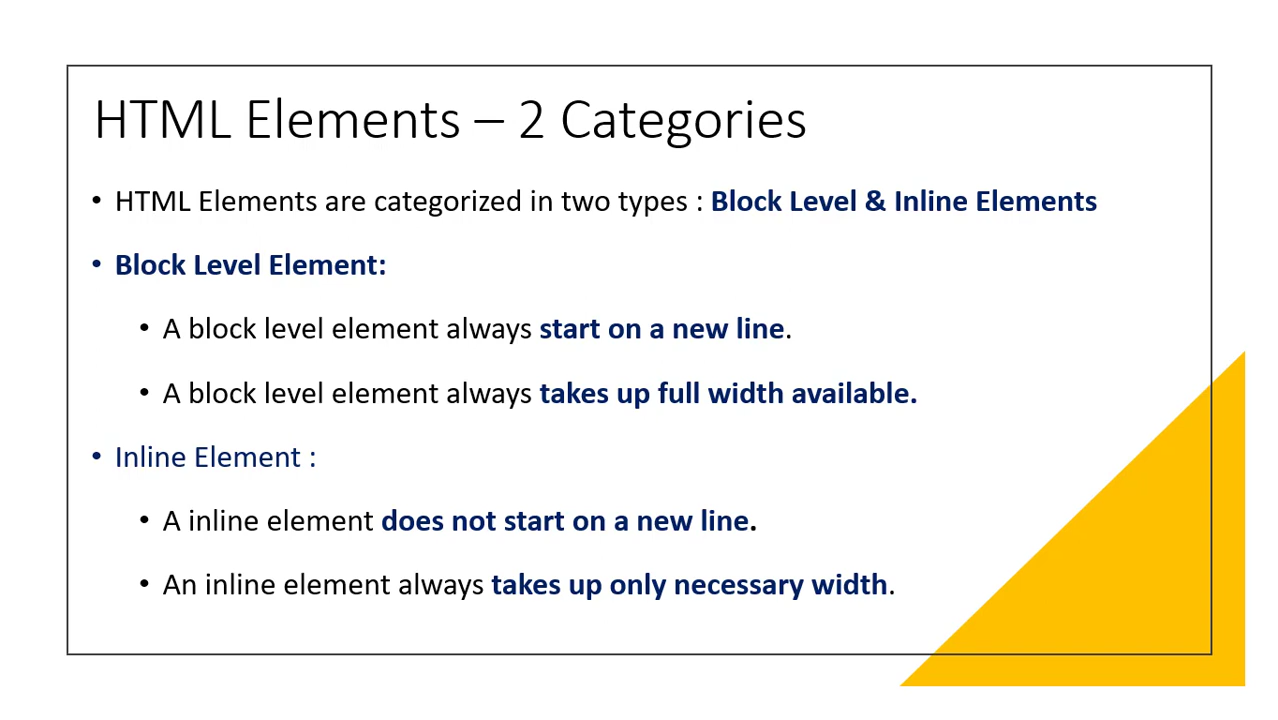 HTML Elements – 2 Categories
• HTML Elements are categorized in two types : Block Level & Inline Elements
• Block Level Element:
• A block level element always start on a new line.
• A block level element always takes up full width available.
• Inline Element :
• A inline element does not start on a new line.
• An inline element always takes up only necessary width.